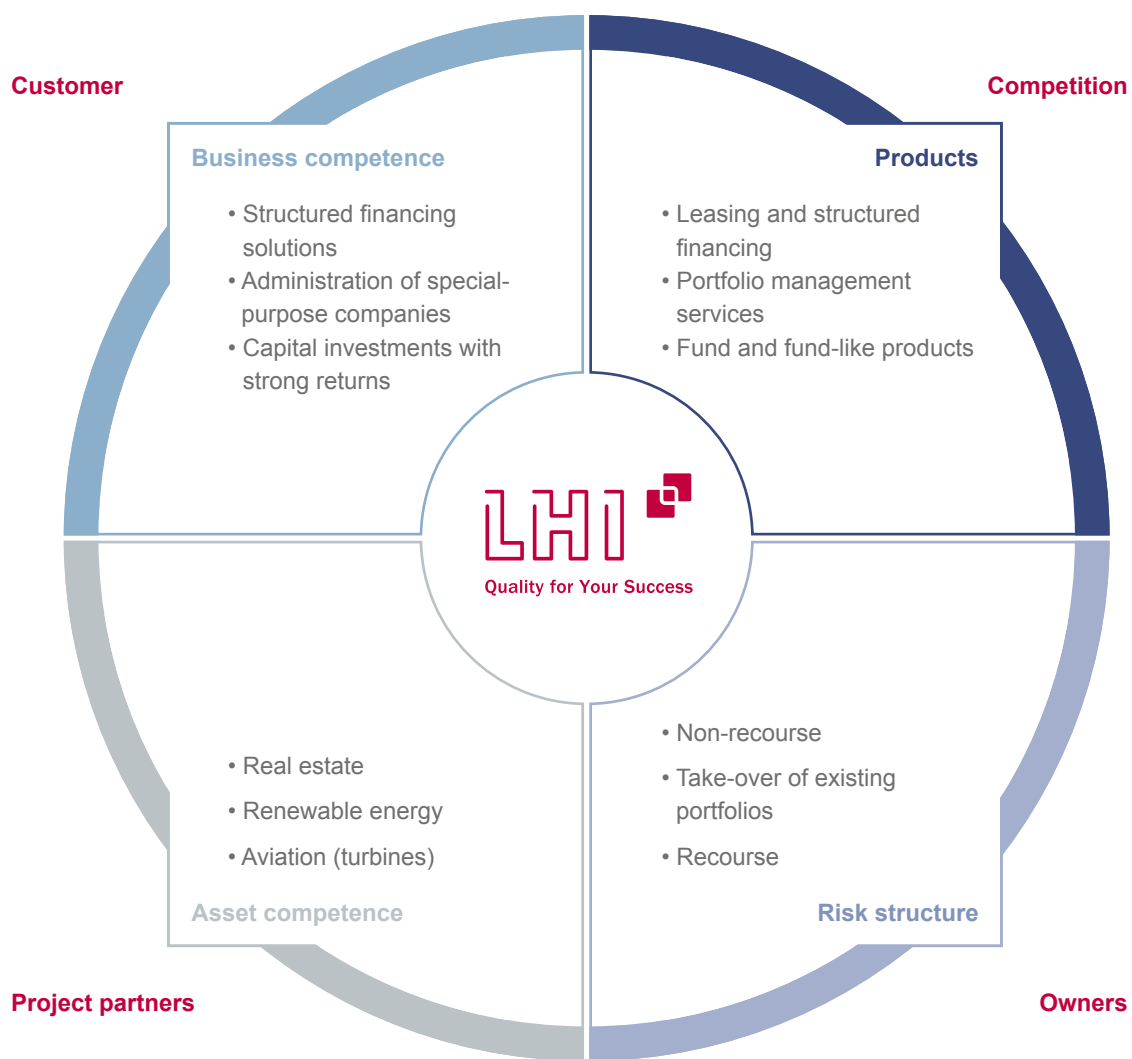 Customer
Competition
Business competence
• Structured financing
solutions
• Administration of special-
purpose companies
• Capital investments with
strong returns
Products
• Leasing and structured
financing
• Portfolio management
services
• Fund and fund-like products
LHI
Quality for Your Success
• Real estate
• Renewable energy
• Aviation (turbines)
Asset competence
• Non-recourse
• Take-over of existing
portfolios
• Recourse
Risk structure
Project partners
Owners